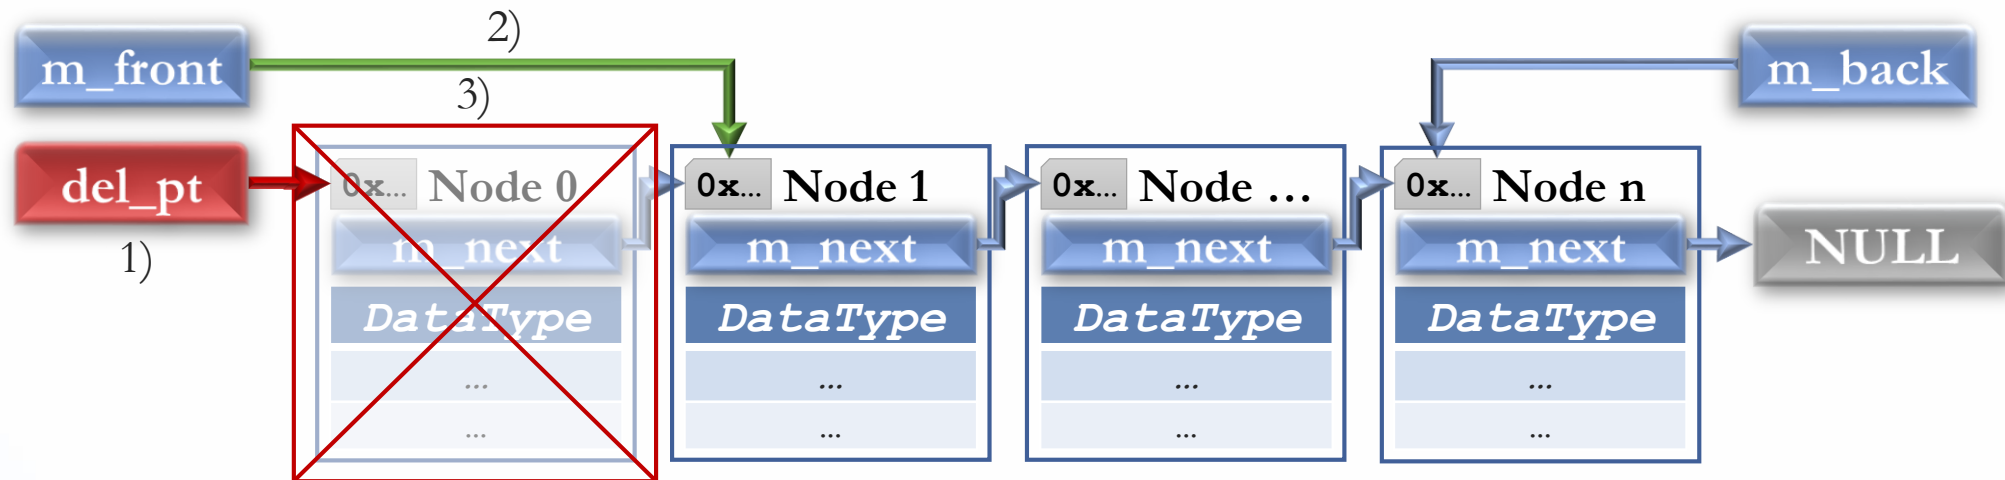 2)
m_front
m_back
3)
del_pt
0x... Node 0
0x... Node 1
0x... Node ...
0x... Node n
1)
m_next
m_next
m_next
m_next
NULL
DataType
DataType
DataType
DataType
...
...
...
...
...
...
...
...